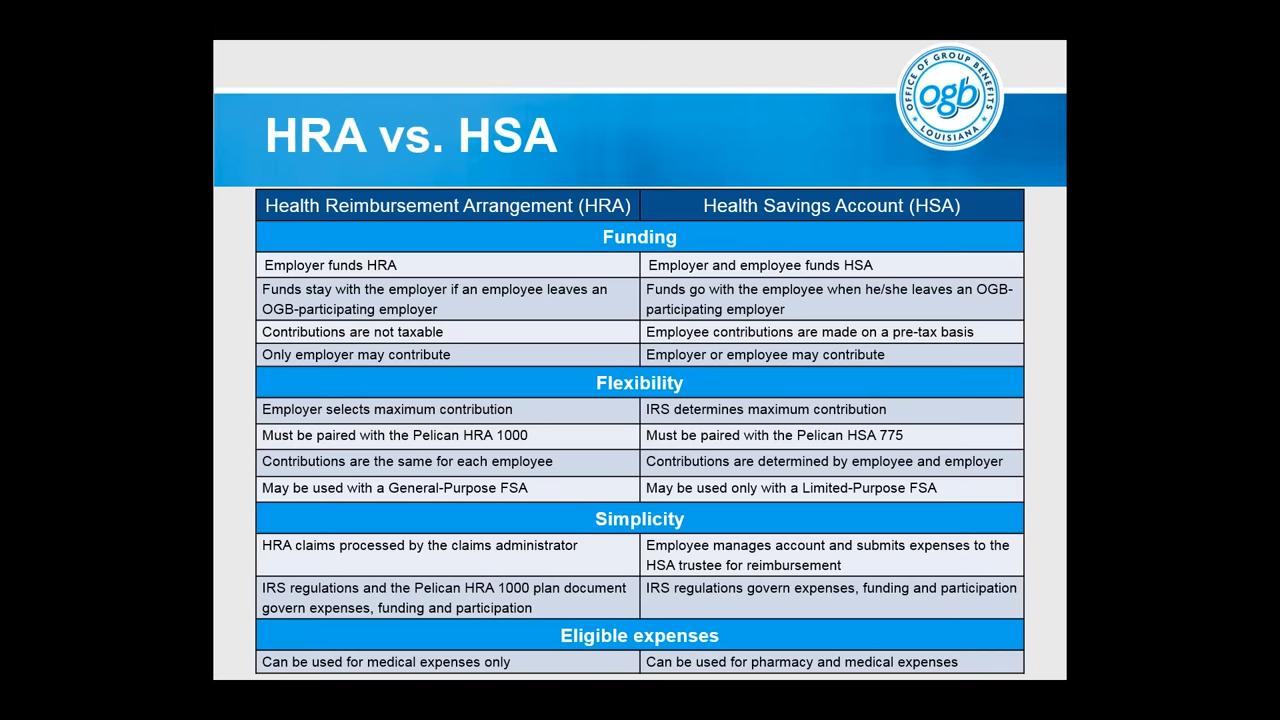 OFFICE OF GROUP BENEFITS
ogb
LOUISIANA
HRA vs. HSA
Health Reimbursement Arrangement (HRA)
Health Savings Account (HSA)
Funding
Employer funds HRA
Employer and employee funds HSA
Funds stay with the employer if an employee leaves an
OGB-participating employer
Funds go with the employee when he/she leaves an OGB-
participating employer
Contributions are not taxable
Employee contributions are made on a pre-tax basis
Only employer may contribute
Employer or employee may contribute
Flexibility
Employer selects maximum contribution
IRS determines maximum contribution
Must be paired with the Pelican HRA 1000
Must be paired with the Pelican HSA 775
Contributions are the same for each employee
Contributions are determined by employee and employer
May be used with a General-Purpose FSA
May be used only with a Limited-Purpose FSA
Simplicity
HRA claims processed by the claims administrator
Employee manages account and submits expenses to the
HSA trustee for reimbursement
IRS regulations and the Pelican HRA 1000 plan document
govern expenses, funding and participation
IRS regulations govern expenses, funding and participation
Eligible expenses
Can be used for medical expenses only
Can be used for pharmacy and medical expenses